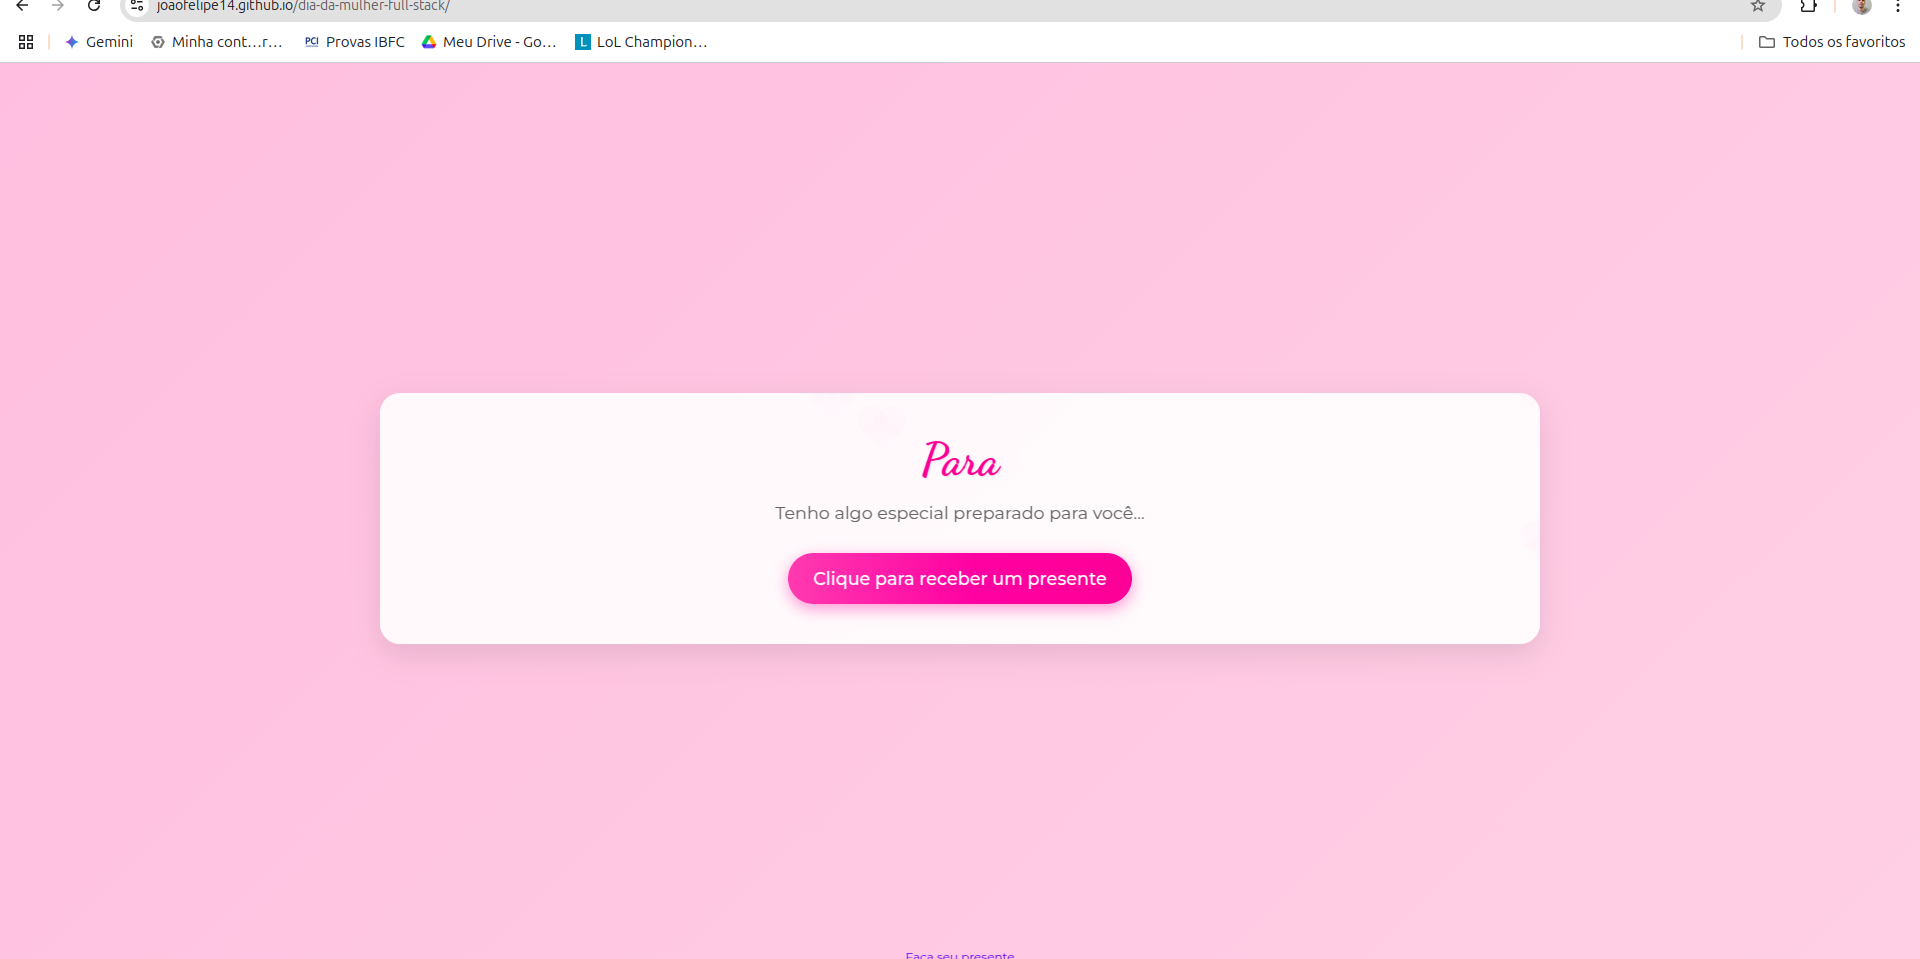 joaofelipe14.github.io/dia-da-mulher-full-stack/
Gemini
Minha cont...r...
PCI Provas IBFC
Meu Drive - Go...
L LoL Champion...
Todos os favoritos
Para
Tenho algo especial preparado para você...
Clique para receber um presente
Faça seu presente